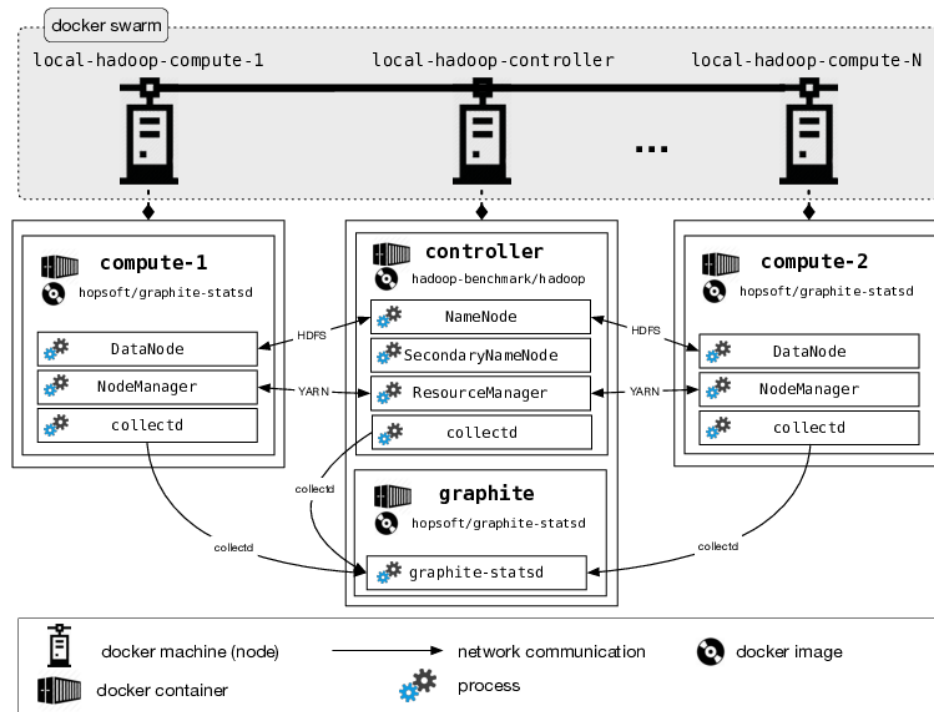 docker swarm
local-hadoop-compute-1
local-hadoop-controller
local-hadoop-compute-N
...
compute-1
hopsoft/graphite-statsd
DataNode
NodeManager
collectd
controller
hadoop-benchmark/hadoop
NameNode
SecondaryNameNode
ResourceManager
collectd
compute-2
hopsoft/graphite-statsd
DataNode
NodeManager
collectd
HDFS
YARN
HDFS
YARN
collectd
collectd
collectd
graphite
hopsoft/graphite-statsd
graphite-statsd
docker machine (node)
network communication
docker image
docker container
process